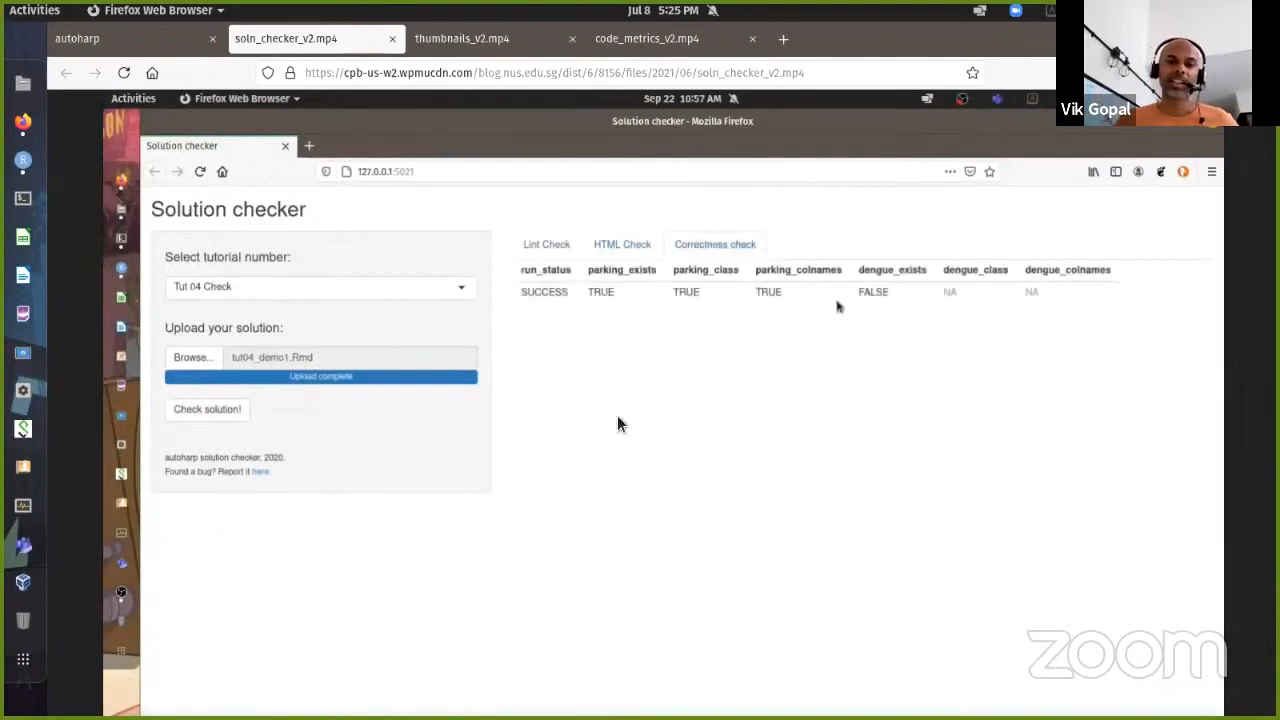 Activities Firefox Web Browser Jul 8 5:25 PM
autoharp soln_checker_v2.mp4 thumbnails_v2.mp4 code_metrics_v2.mp4
https://cpb-us-w2.wpmucdn.com/blog.nus.edu.sg/dist/6/8156/files/2021/06/soln_checker_v2.mp4
Vik Gopal
Activities Firefox Web Browser Sep 22 10:57 AM
Solution checker - Mozilla Firefox
Solution checker
127.0.0.1:5021
Solution checker
Select tutorial number:
Tut 04 Check
Upload your solution:
Browse... tut04_demo1.Rmd
Upload complete
Check solution!
autoharp solution checker, 2020.
Found a bug? Report it here.
Lint Check HTML Check Correctness check
run_status parking_exists parking_class parking_colnames dengue_exists dengue_class dengue_colnames
SUCCESS TRUE TRUE TRUE FALSE NA NA
zoom